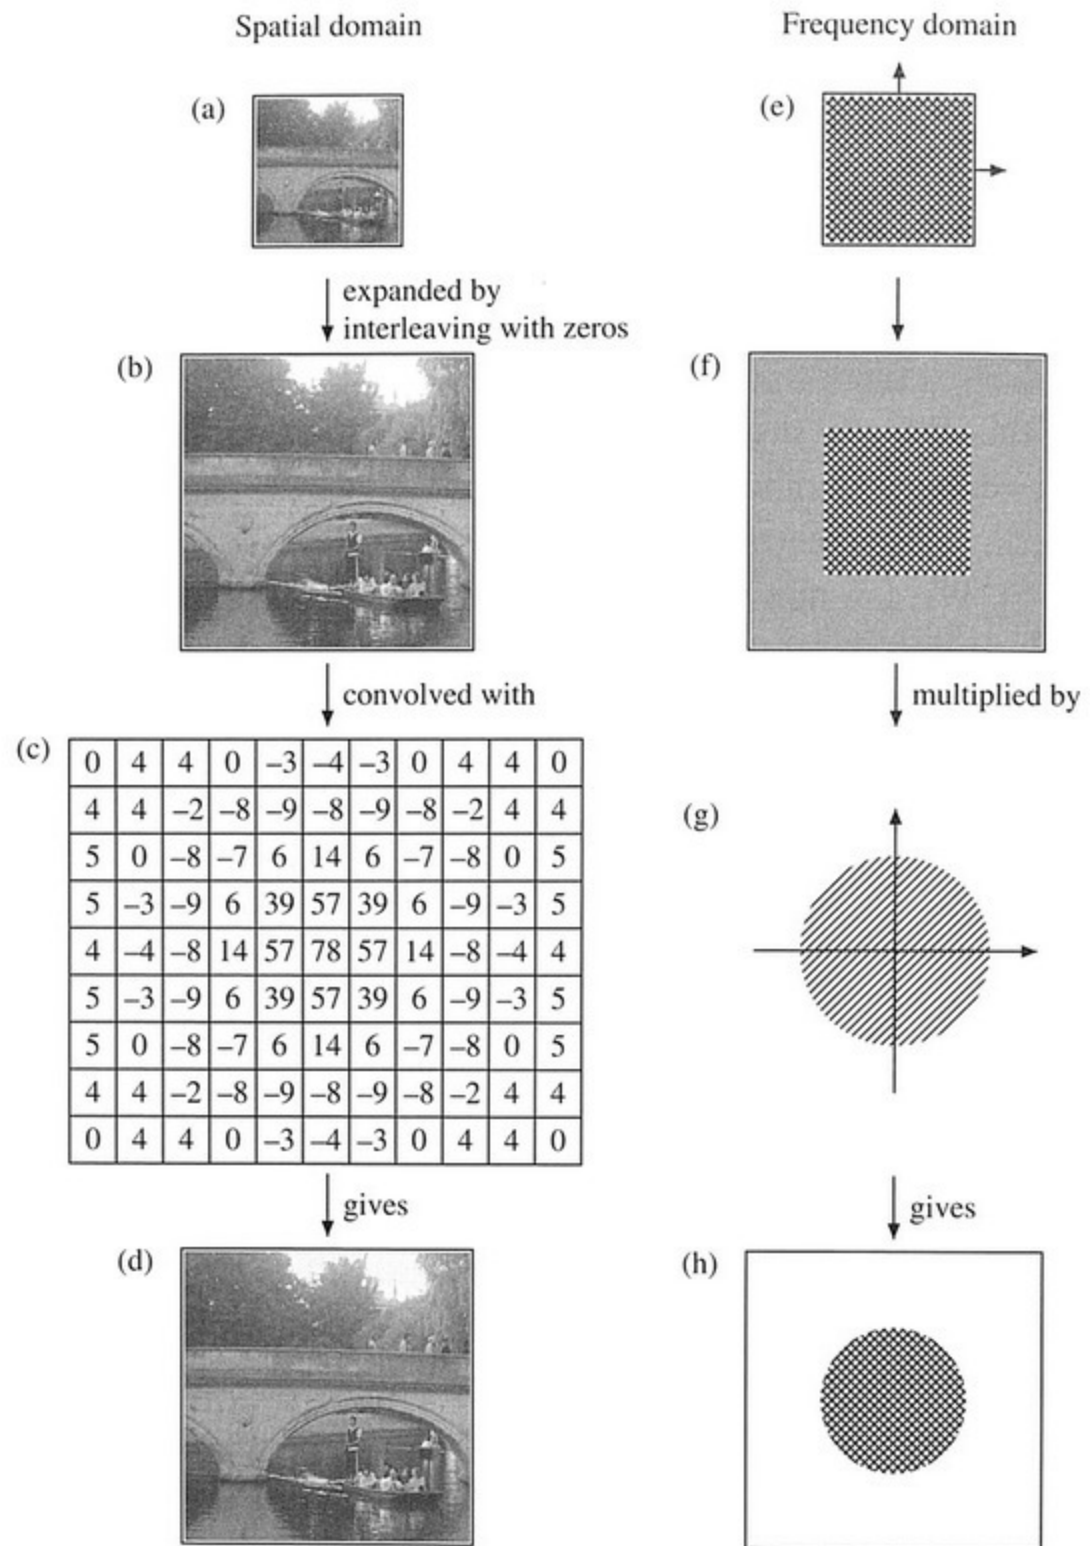 Spatial domain
Frequency domain
(a)
(e)
expanded by
interleaving with zeros
(b)
(f)
convolved with
multiplied by
(c)
0 4 4 0 –3 –4 –3 0 4 4 0
4 4 –2 –8 –9 –8 –9 –8 –2 4 4
5 0 –8 –7 6 14 6 –7 –8 0 5
5 –3 –9 6 39 57 39 6 –9 –3 5
4 –4 –8 14 57 78 57 14 –8 –4 4
5 –3 –9 6 39 57 39 6 –9 –3 5
5 0 –8 –7 6 14 6 –7 –8 0 5
4 4 –2 –8 –9 –8 –9 –8 –2 4 4
0 4 4 0 –3 –4 –3 0 4 4 0
(g)
gives
gives
(d)
(h)